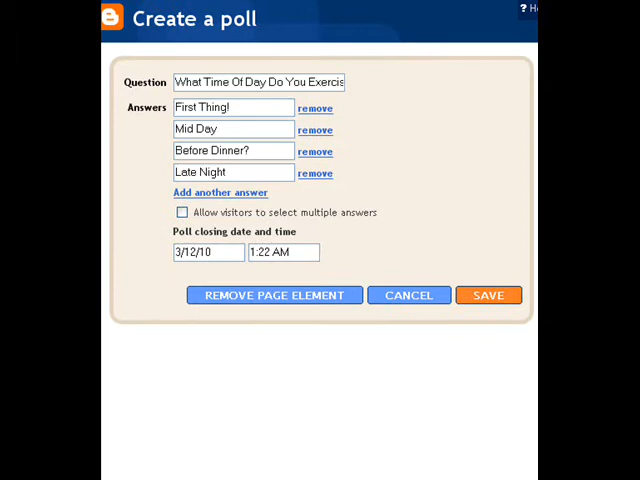 Create a poll
? H
Question What Time Of Day Do You Exercis
Answers First Thing! remove
Mid Day remove
Before Dinner? remove
Late Night remove
Add another answer
Allow visitors to select multiple answers
Poll closing date and time
3/12/10 1:22 AM
REMOVE PAGE ELEMENT CANCEL SAVE